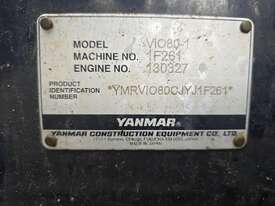 MODEL VIO80-1
MACHINE NO. 1F261
ENGINE NO. 130327
PRODUCT
IDENTIFICATION *YMRVIO80CJYJ1F261*
NUMBER
YANMAR
YANMAR CONSTRUCTION EQUIPMENT CO., LTD.